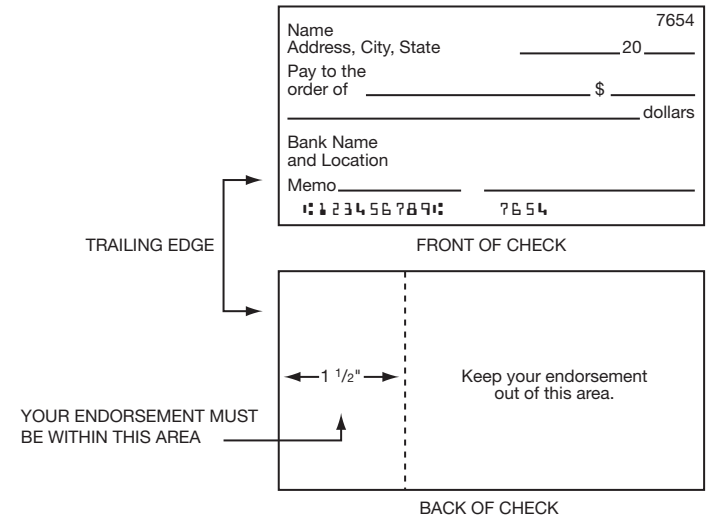 7654
Name
Address, City, State 20
Pay to the
order of $
dollars
Bank Name
and Location
Memo
⑆123456789⑆ 7654
TRAILING EDGE
FRONT OF CHECK
1 1/2"
Keep your endorsement
out of this area.
YOUR ENDORSEMENT MUST
BE WITHIN THIS AREA
BACK OF CHECK